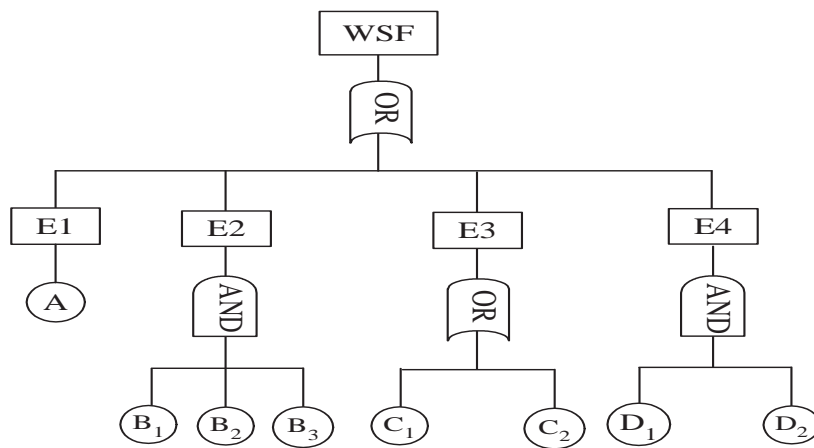 WSF
OR
E1 E2 E3 E4
A AND OR AND
B₁ B₂ B₃ C₁ C₂ D₁ D₂